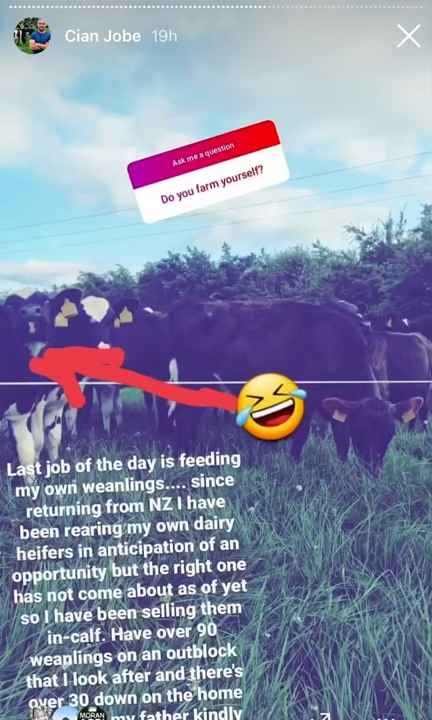 Cian Jobe 19h
Ask me a question
Do you farm yourself?
Last job of the day is feeding
my own weanlings.... since
returning from NZ I have
been rearing my own dairy
heifers in anticipation of an
opportunity but the right one
has not come about as of yet
so I have been selling them
in-calf. Have over 90
weanlings on an outblock
that I look after and there's
over 30 down on the home
MORAN my father kindly